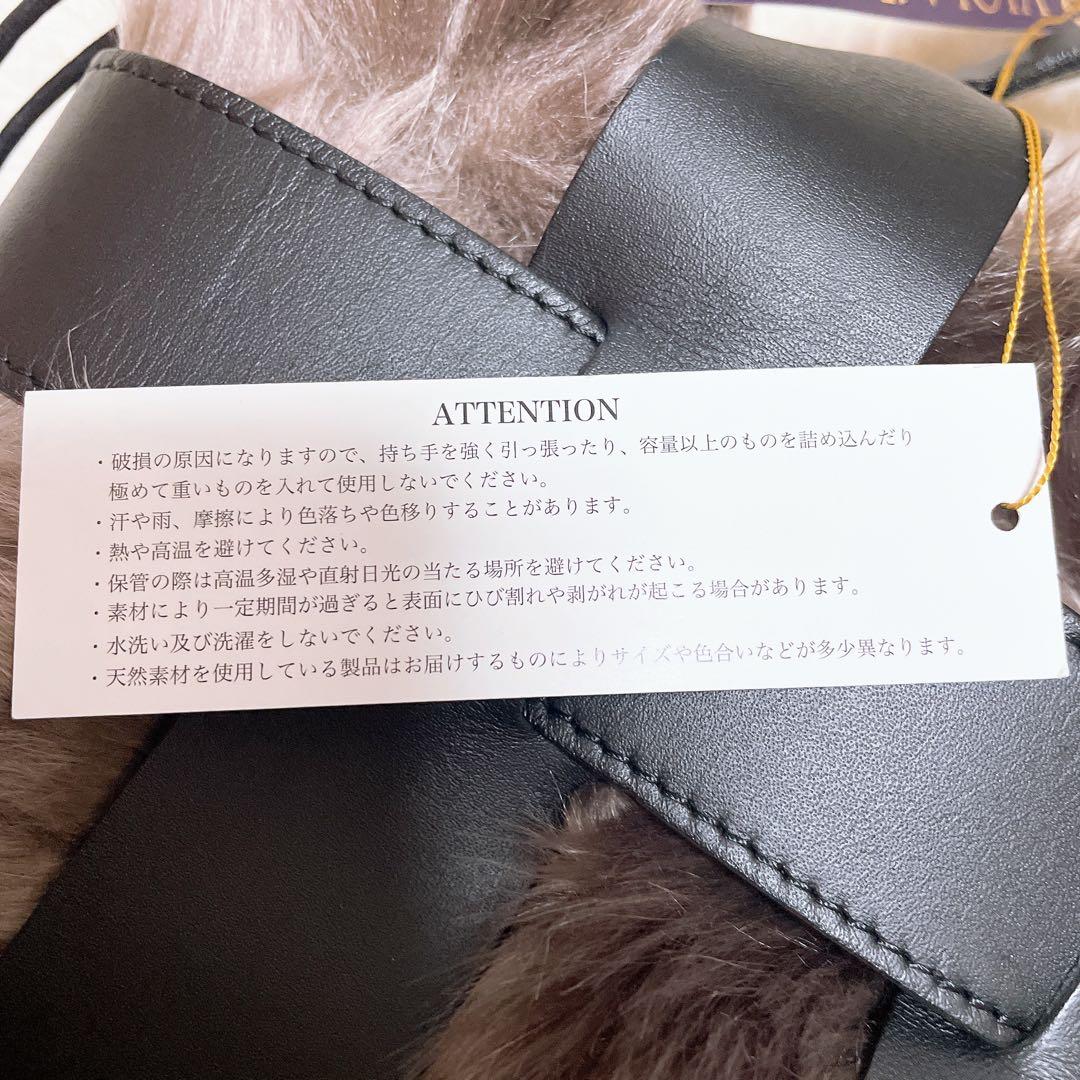 ATTENTION
・破損の原因になりますので、持ち手を強く引っ張ったり、容量以上のものを詰め込んだり
極めて重いものを入れて使用しないでください。
・汗や雨、摩擦により色落ちや色移りすることがあります。
・熱や高温を避けてください。
・保管の際は高温多湿や直射日光の当たる場所を避けてください。
・素材により一定期間が過ぎると表面にひび割れや剥がれが起こる場合があります。
・水洗い及び洗濯をしないでください。
・天然素材を使用している製品はお届けするものによりサイズや色合いなどが多少異なります。